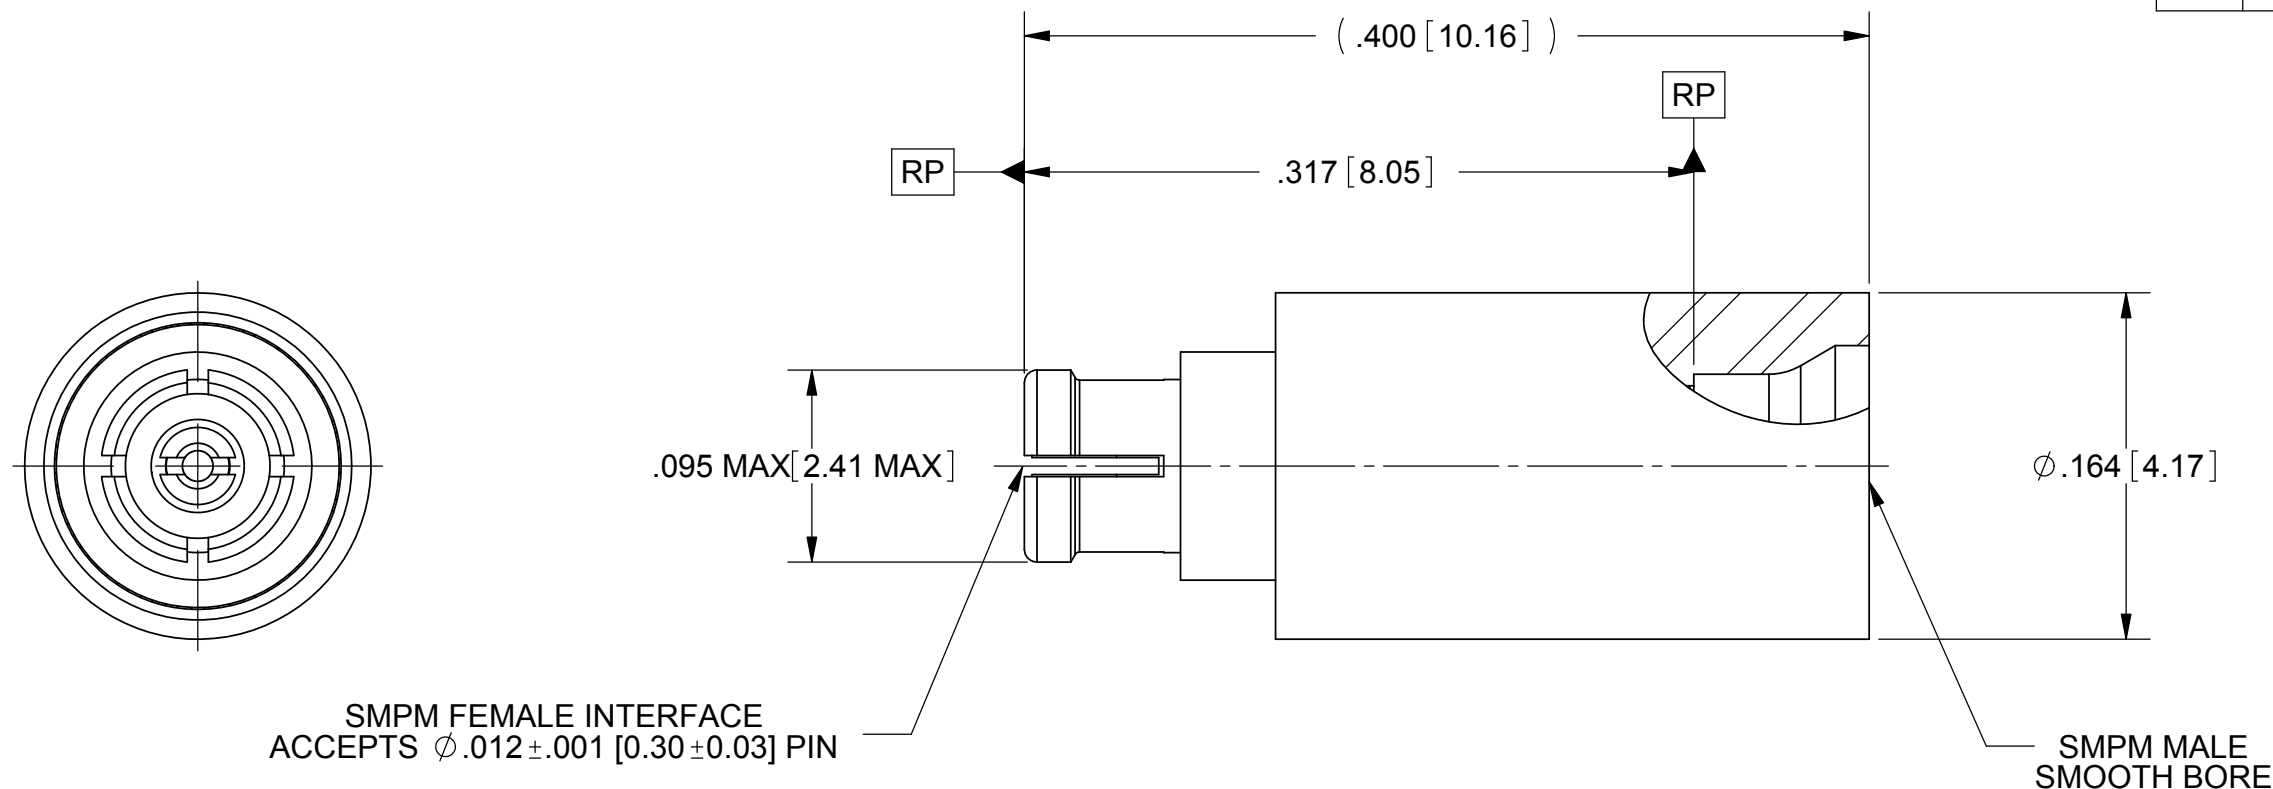 ( .400 [10.16] )
RP
RP
.317 [8.05]
.095 MAX [2.41 MAX]
⌀.164 [4.17]
SMPM FEMALE INTERFACE
ACCEPTS ⌀.012±.001 [0.30±0.03] PIN
SMPM MALE
SMOOTH BORE